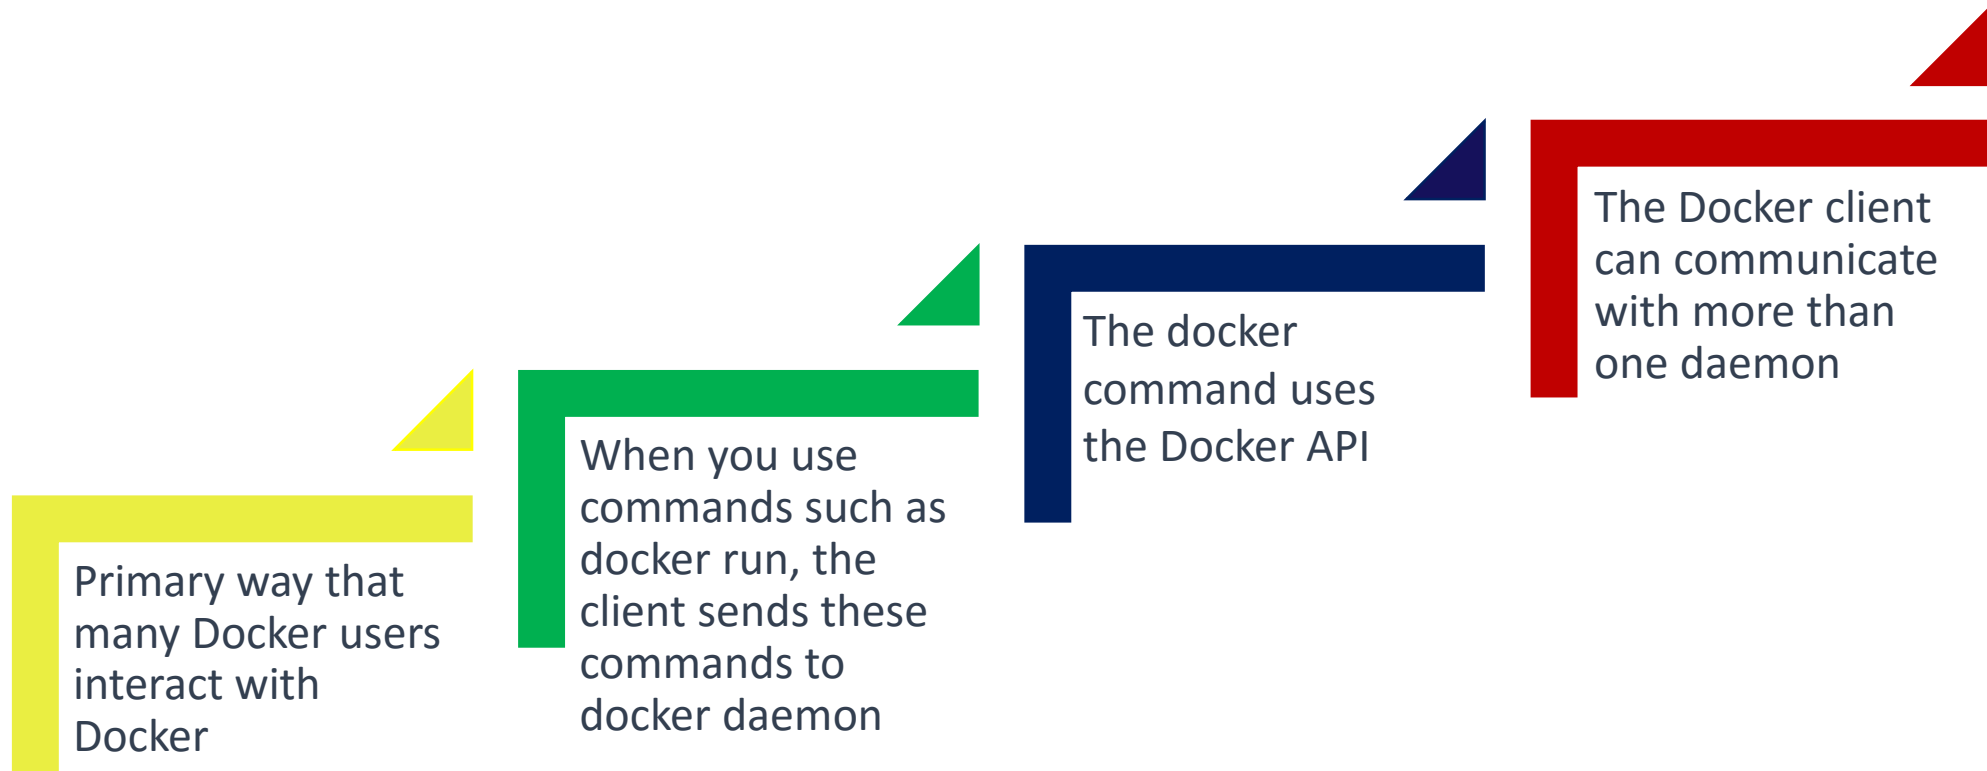 Primary way that
many Docker users
interact with
Docker
When you use
commands such as
docker run, the
client sends these
commands to
docker daemon
The docker
command uses
the Docker API
The Docker client
can communicate
with more than
one daemon